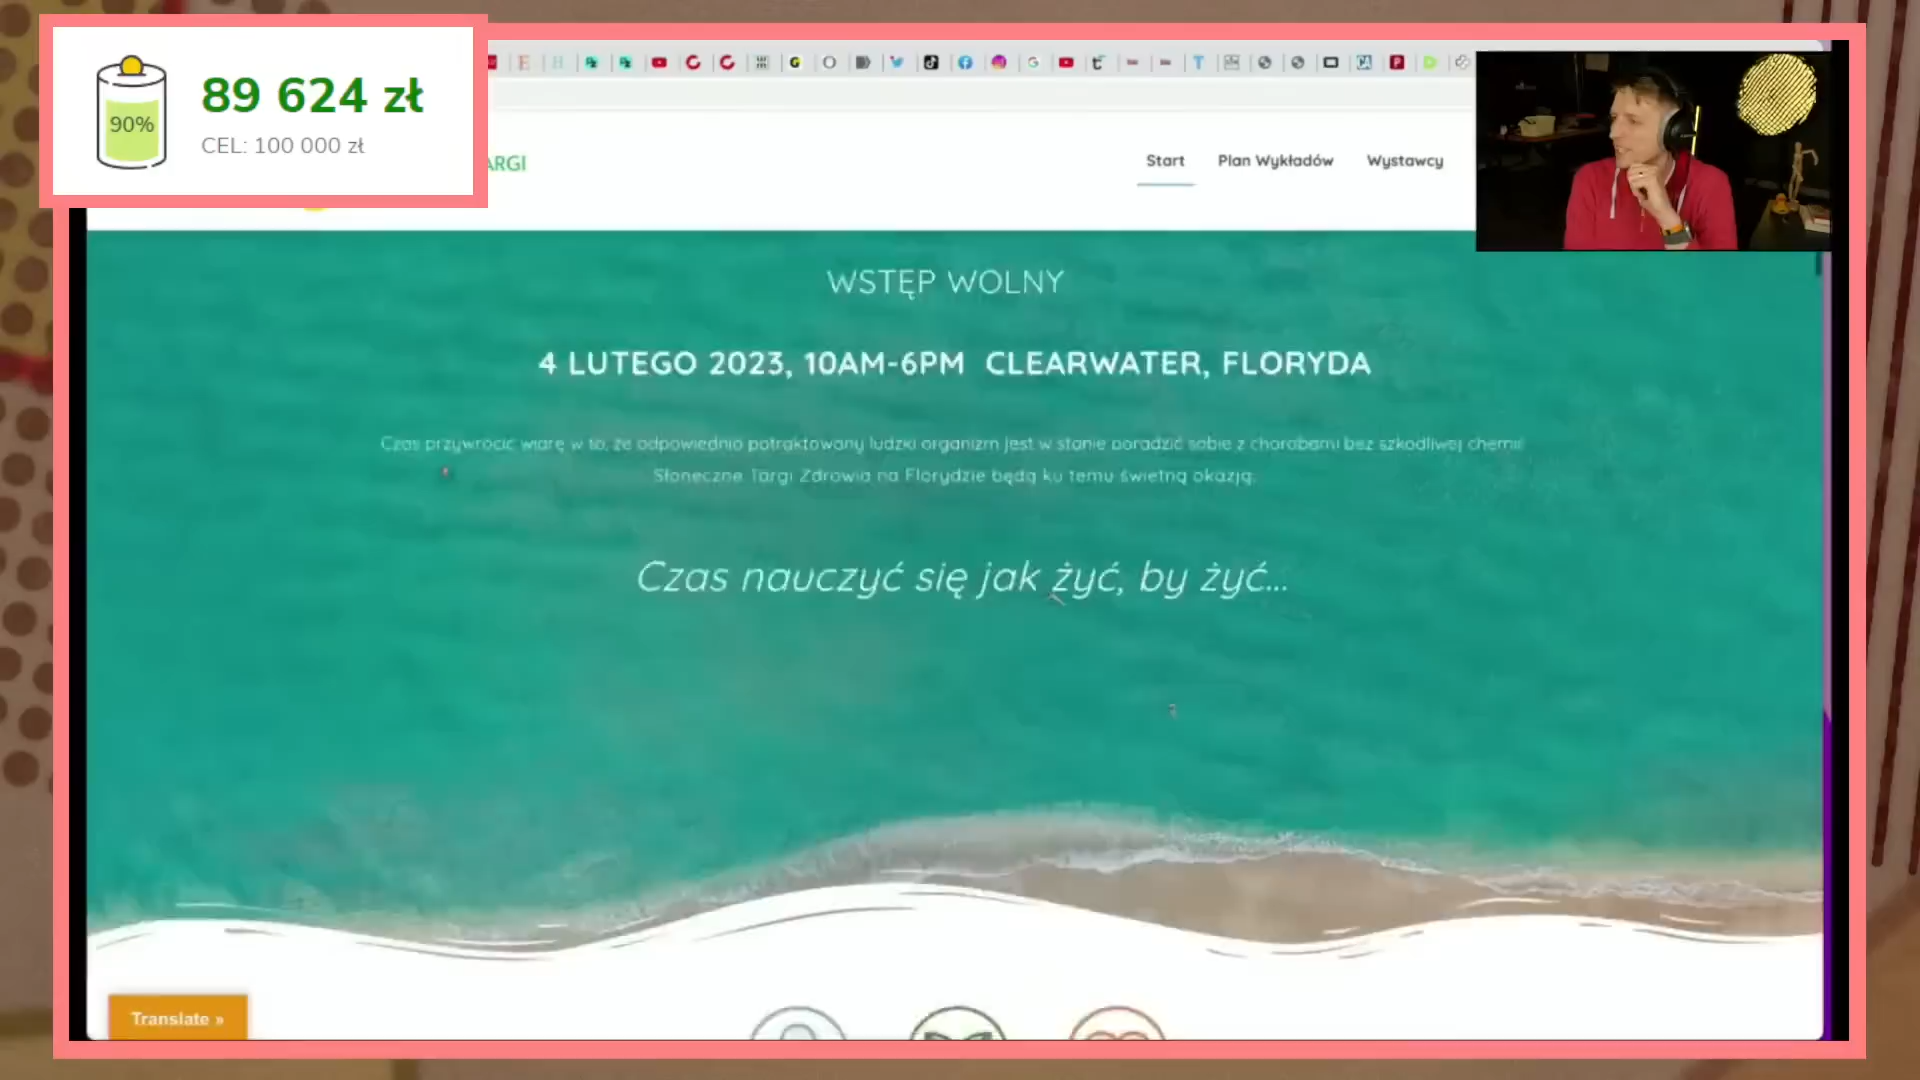 89 624 zł
90%
CEL: 100 000 zł
ARGI
Start
Plan Wykładów
Wystawcy
WSTĘP WOLNY
4 LUTEGO 2023, 10AM-6PM CLEARWATER, FLORYDA
Czas przywrócić wiarę w to, że odpowiednio potraktowany ludzki organizm jest w stanie poradzić sobie z chorobami bez szkodliwej chemii
Słoneczne Targi Zdrowia na Florydzie będą ku temu świetną okazją.
Czas nauczyć się jak żyć, by żyć...
Translate »